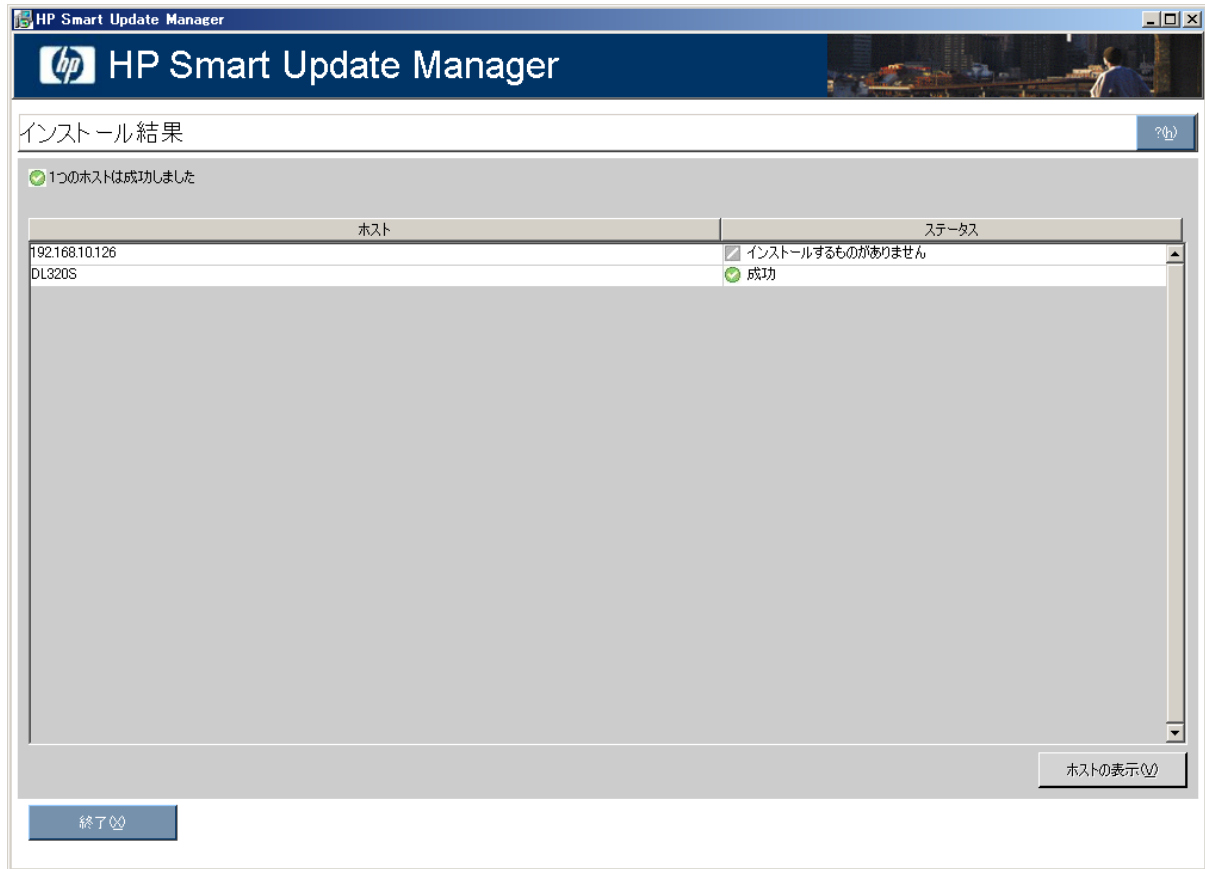 HP Smart Update Manager
hp HP Smart Update Manager
インストール結果
?(h)
1つのホストは成功しました
ホスト ステータス
192.168.10.126 インストールするものがありません
DL320S 成功
ホストの表示(V)
終了(X)